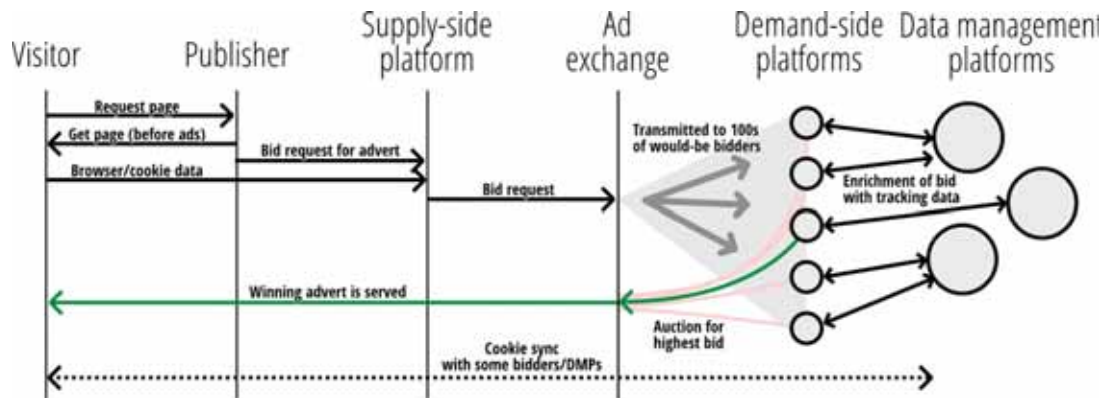 Visitor
Publisher
Supply-side
platform
Ad
exchange
Demand-side
platforms
Data management
platforms
Request page
Get page (before ads)
Bid request for advert
Browser/cookie data
Bid request
Transmitted to 100s
of would-be bidders
Enrichment of bid
with tracking data
Winning advert is served
Auction for
highest bid
Cookie sync
with some bidders/DMPs